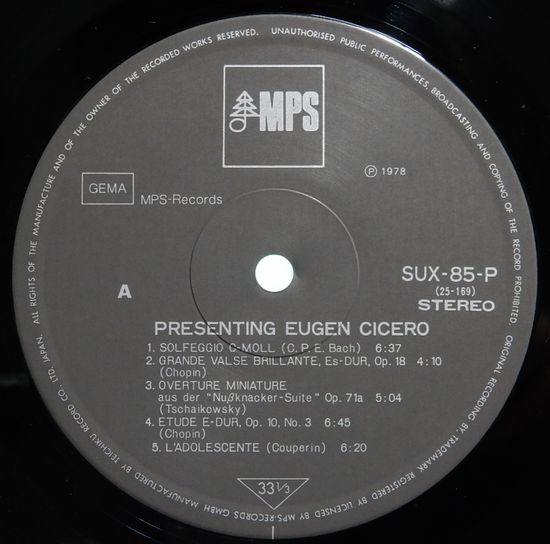 ALL RIGHTS OF THE MANUFACTURE AND OF THE OWNER OF THE RECORDED WORKS RESERVED. UNAUTHORISED PUBLIC PERFORMANCES, BROADCASTING AND COPYING OF THE RECORD PROHIBITED.
MPS
℗ 1978
GEMA
MPS-Records
SUX-85-P
(25-169)
A
STEREO
PRESENTING EUGEN CICERO
1. SOLFEGGIO C-MOLL (C. P. E. Bach) 6:37
2. GRANDE VALSE BRILLANTE, Es-DUR, Op. 18 4:10
(Chopin)
3. OVERTURE MINIATURE
aus der "Nußknacker-Suite" Op. 71a 5:04
(Tschaikowsky)
4. ETUDE E-DUR, Op. 10, No. 3 6:45
(Chopin)
5. L'ADOLESCENTE (Couperin) 6:20
33 1/3
MANUFACTURED BY TEICHIKU RECORD CO., LTD. JAPAN.
ORIGINAL RECORDING BY, TRADEMARK REGISTERED BY, LICENSED BY MPS-RECORDS GMBH